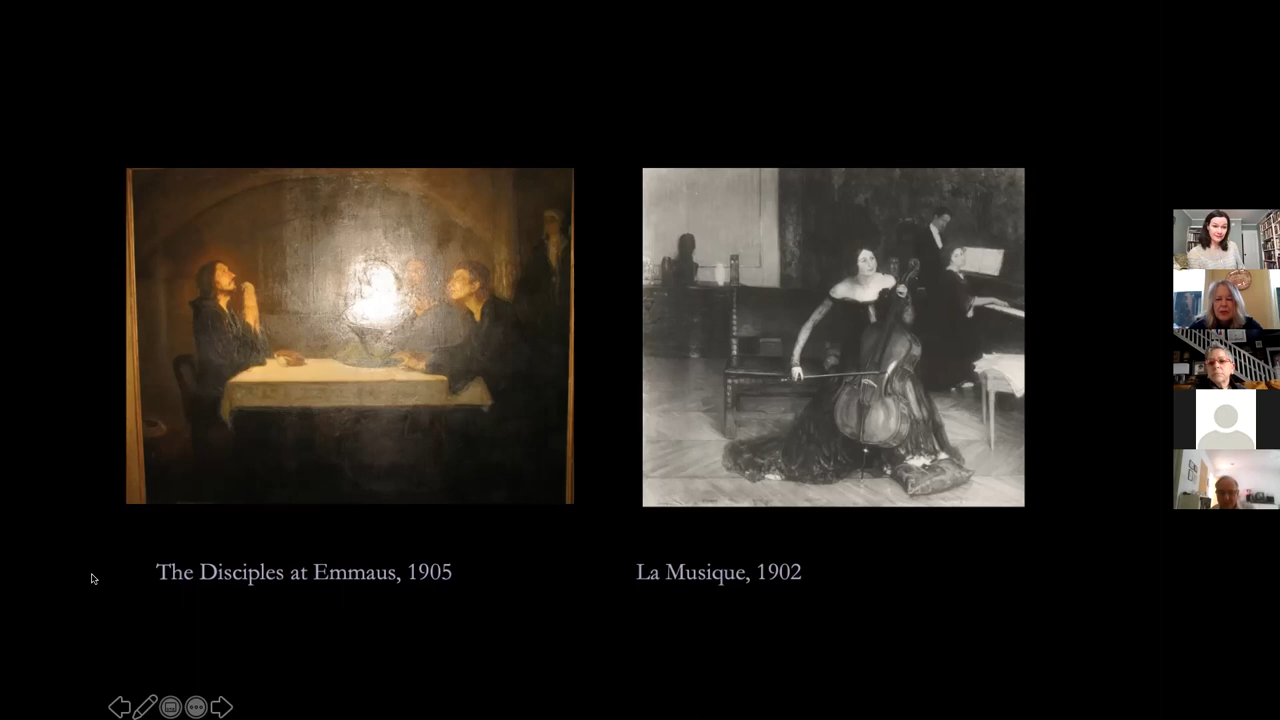 The Disciples at Emmaus, 1905
La Musique, 1902